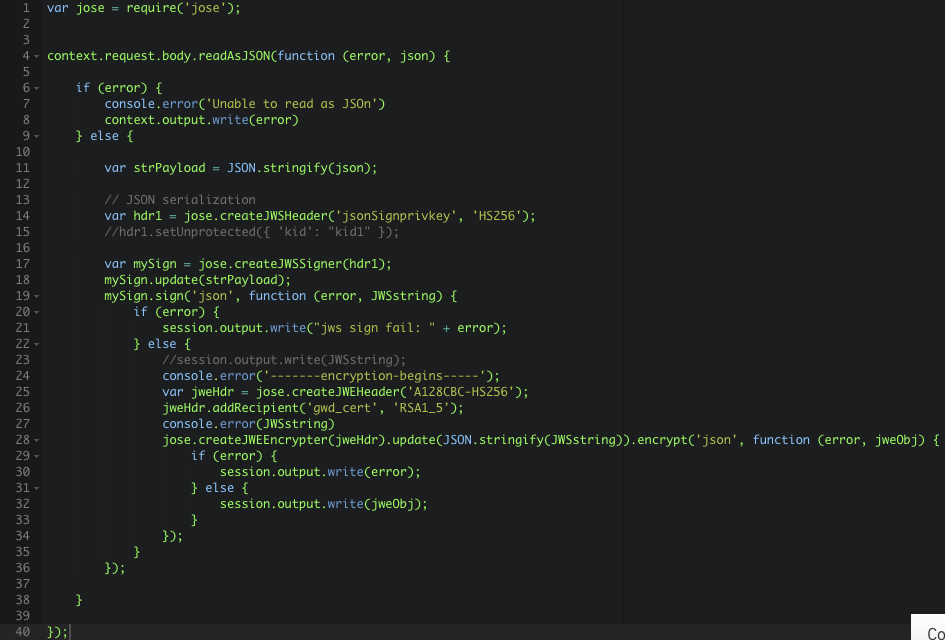 1 var jose = require('jose');
2
3
4 context.request.body.readAsJSON(function (error, json) {
5
6     if (error) {
7         console.error('Unable to read as JSOn')
8         context.output.write(error)
9     } else {
10
11         var strPayload = JSON.stringify(json);
12
13         // JSON serialization
14         var hdr1 = jose.createJWSHeader('jsonSignprivkey', 'HS256');
15         //hdr1.setUnprotected({ 'kid': "kid1" });
16
17         var mySign = jose.createJWSSigner(hdr1);
18         mySign.update(strPayload);
19         mySign.sign('json', function (error, JWSstring) {
20             if (error) {
21                 session.output.write("jws sign fail: " + error);
22             } else {
23                 //session.output.write(JWSstring);
24                 console.error('-------encryption-begins-----');
25                 var jweHdr = jose.createJWEHeader('A128CBC-HS256');
26                 jweHdr.addRecipient('gwd_cert', 'RSA1_5');
27                 console.error(JWSstring)
28                 jose.createJWEEncrypter(jweHdr).update(JSON.stringify(JWSstring)).encrypt('json', function (error, jweObj) {
29                     if (error) {
30                         session.output.write(error);
31                     } else {
32                         session.output.write(jweObj);
33                     }
34                 });
35             }
36         });
37
38     }
39
40 });
Co